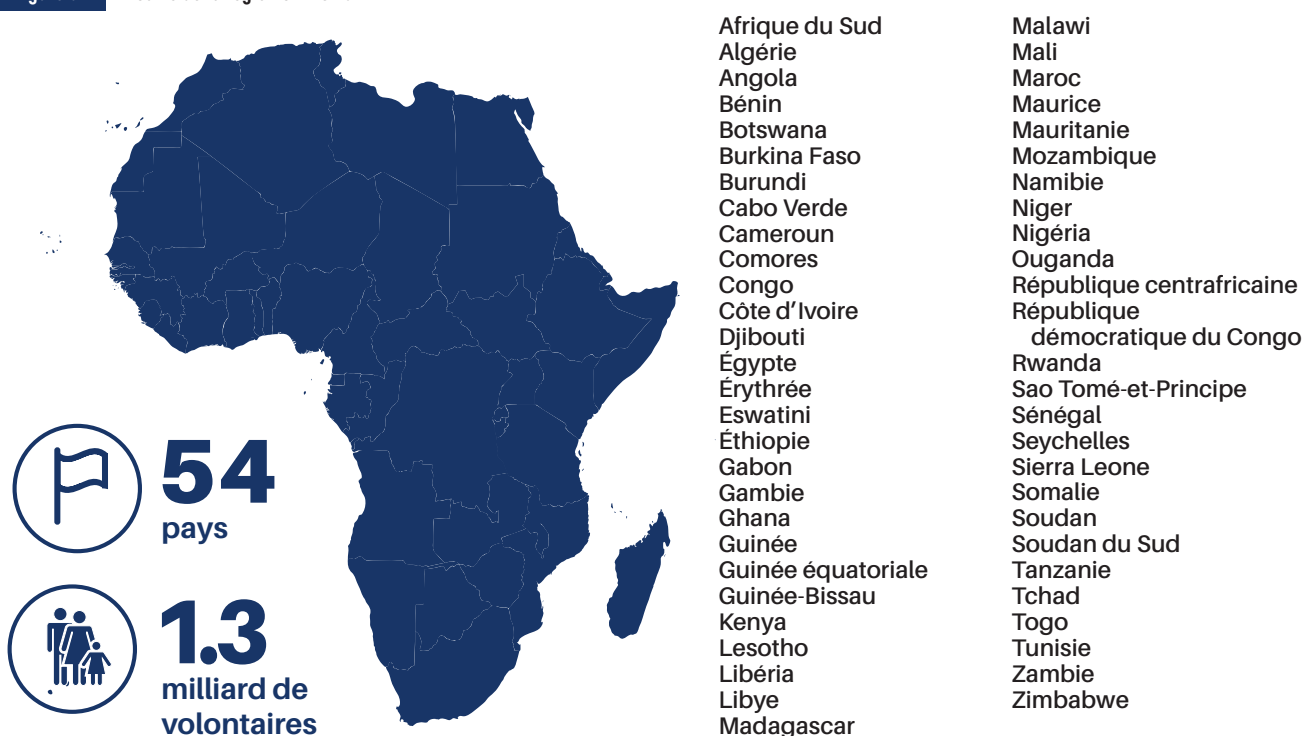 54
pays
1.3
milliard de
volontaires
Afrique du Sud
Algérie
Angola
Bénin
Botswana
Burkina Faso
Burundi
Cabo Verde
Cameroun
Comores
Congo
Côte d’Ivoire
Djibouti
Égypte
Érythrée
Eswatini
Éthiopie
Gabon
Gambie
Ghana
Guinée
Guinée équatoriale
Guinée-Bissau
Kenya
Lesotho
Libéria
Libye
Madagascar
Malawi
Mali
Maroc
Maurice
Mauritanie
Mozambique
Namibie
Niger
Nigéria
Ouganda
République centrafricaine
République
démocratique du Congo
Rwanda
Sao Tomé-et-Principe
Sénégal
Seychelles
Sierra Leone
Somalie
Soudan
Soudan du Sud
Tanzanie
Tchad
Togo
Tunisie
Zambie
Zimbabwe